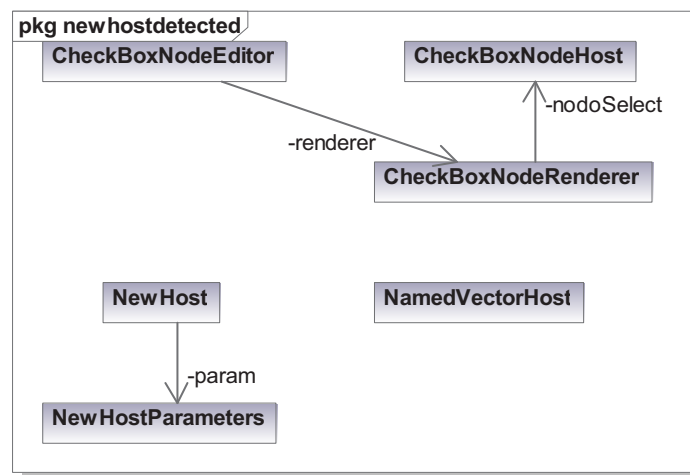 pkg newhostdetected
CheckBoxNodeEditor
CheckBoxNodeHost
-nodoSelect
-renderer
CheckBoxNodeRenderer
NewHost
NamedVectorHost
-param
NewHostParameters